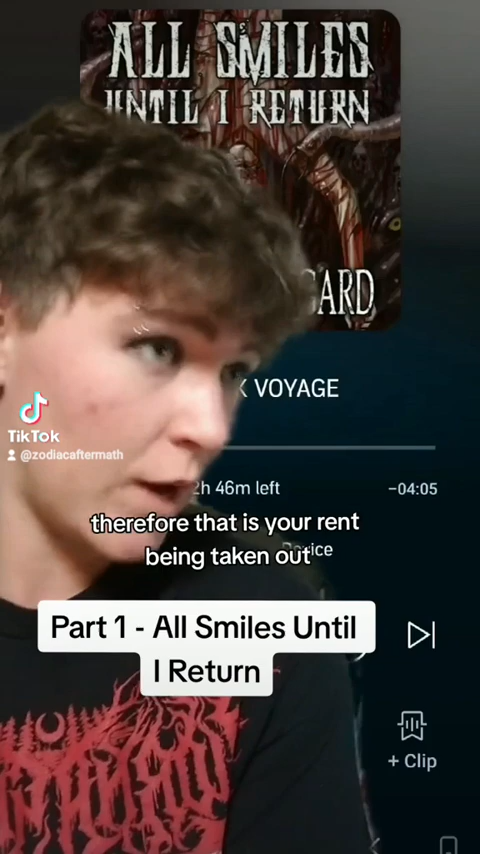 ALL SMILES
UNTIL I RETURN
ARD
VOYAGE
TikTok
@zodiacaftermath
2h 46m left
-04:05
therefore that is your rent
being taken out
Part 1 - All Smiles Until
I Return
+ Clip